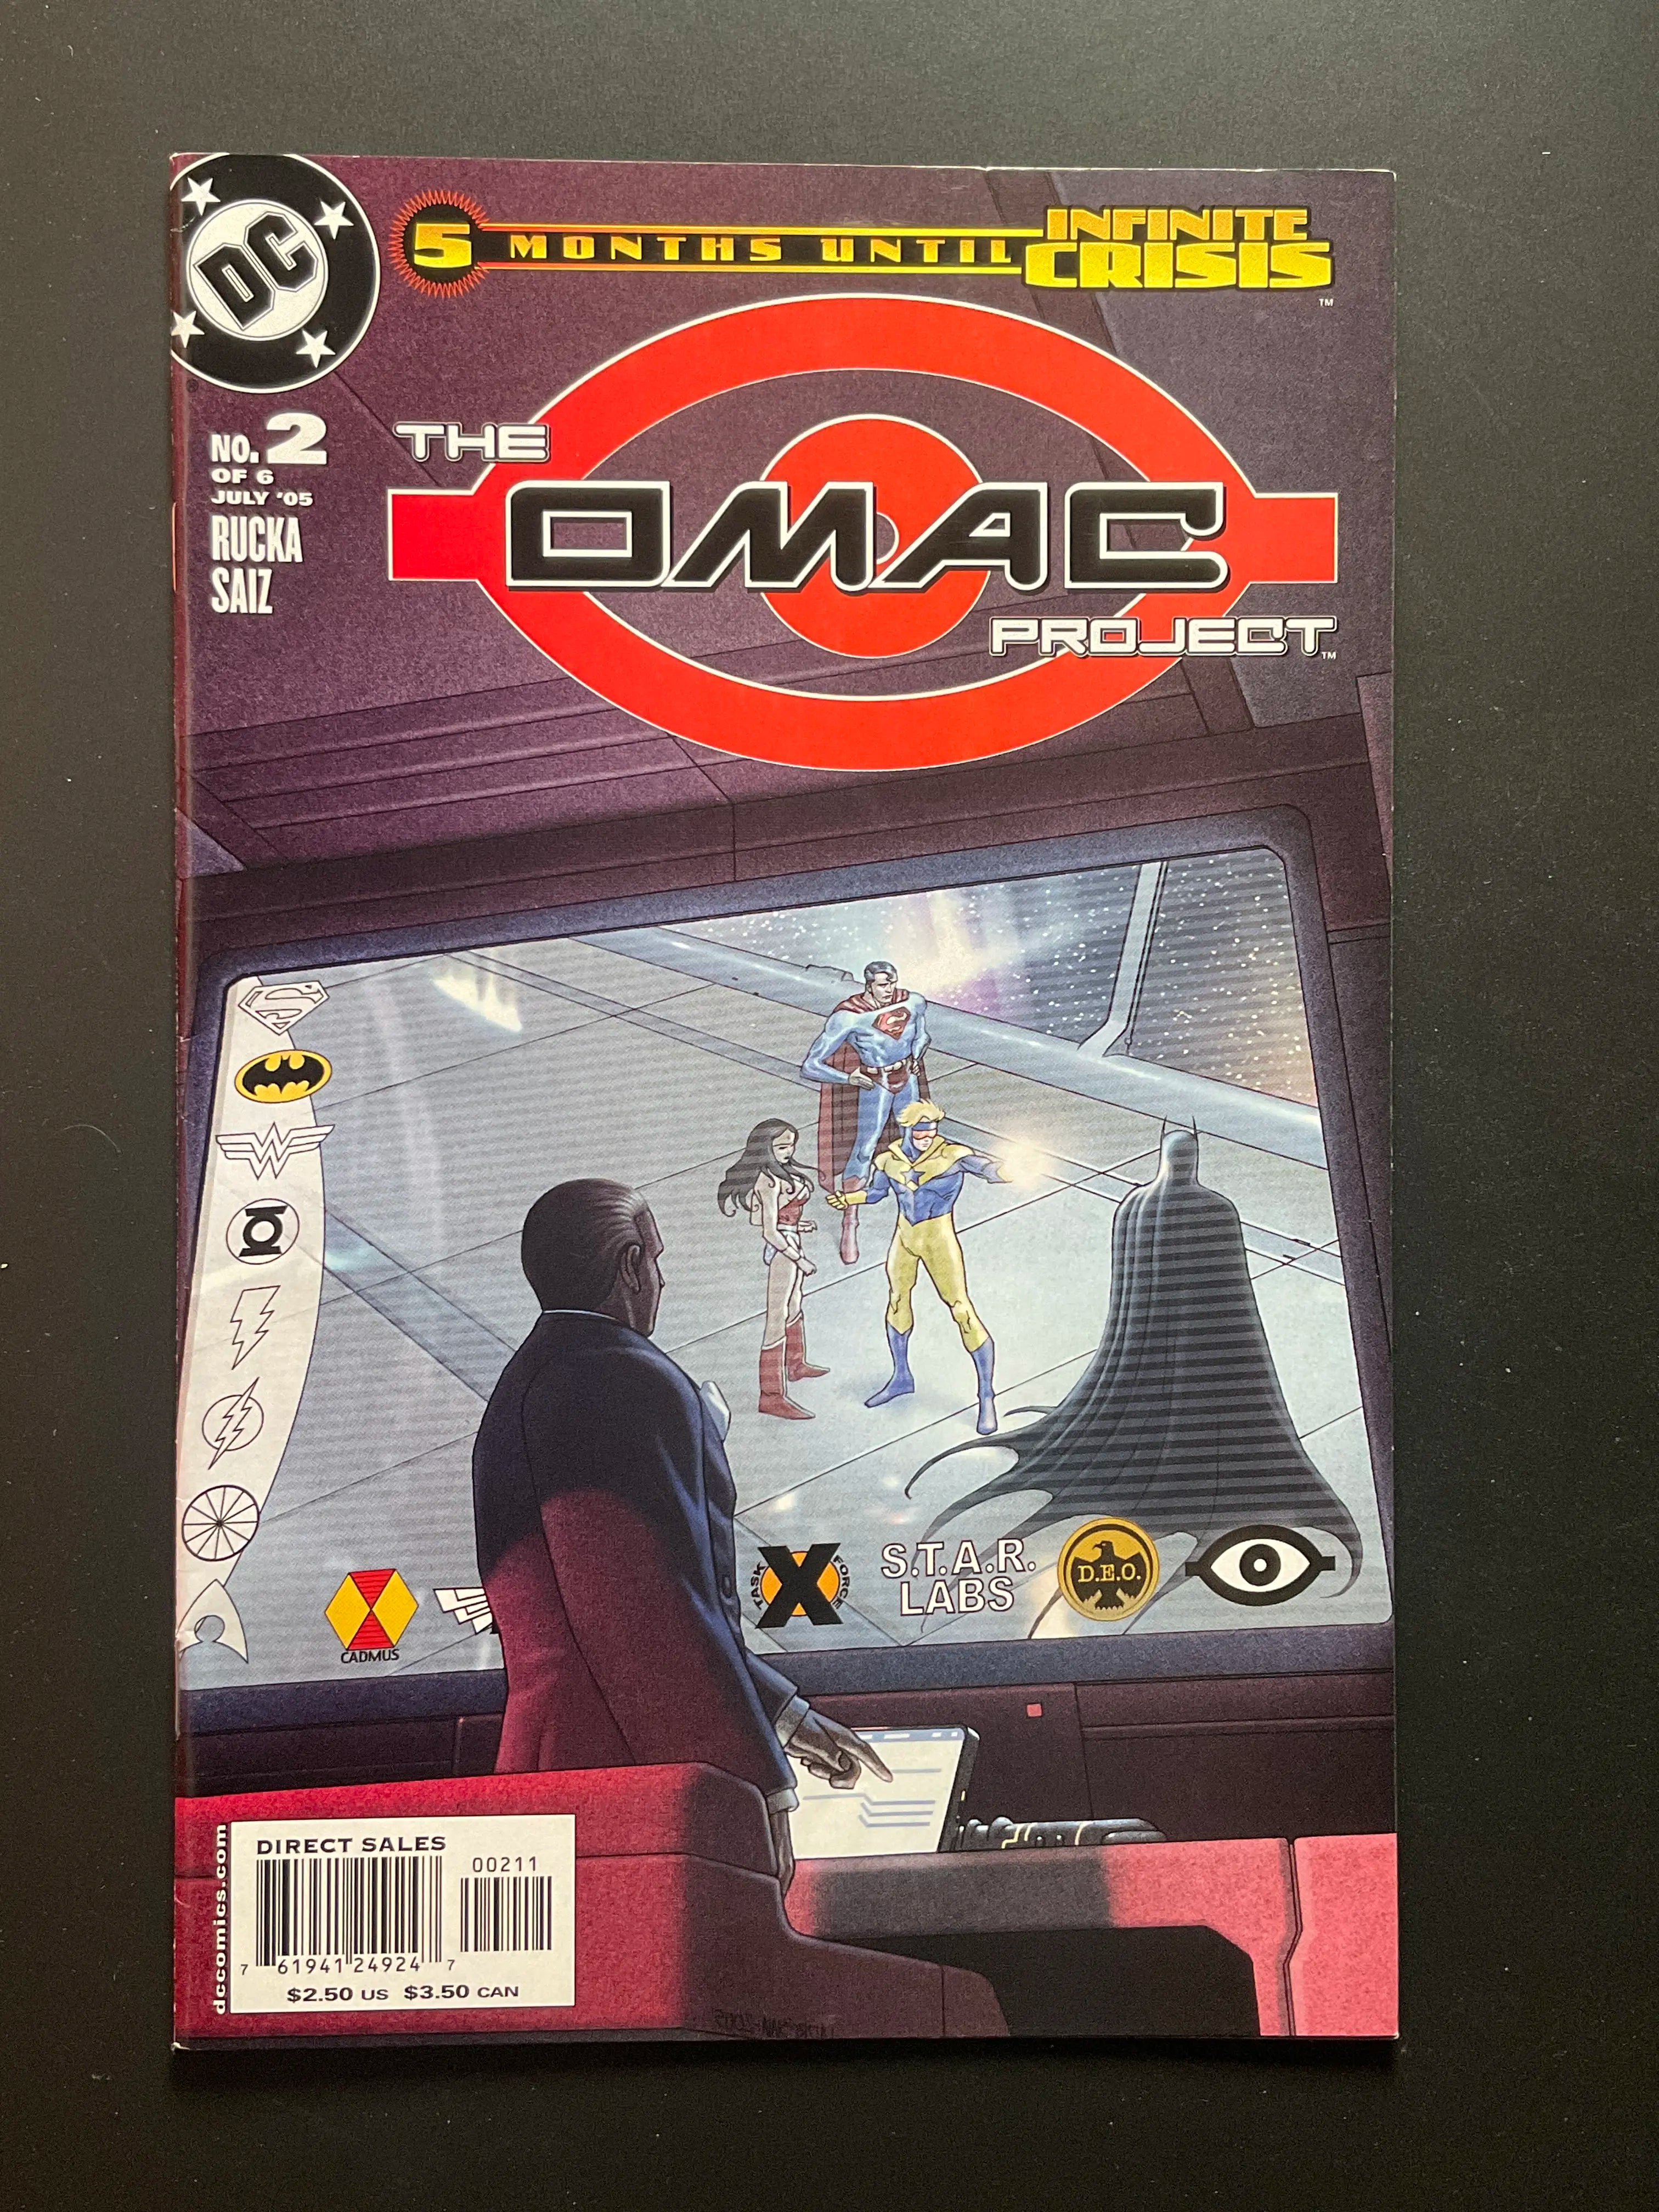 DC
5 MONTHS UNTIL
INFINITE
CRISIS
TM
®
NO. 2
OF 6
JULY '05
RUCKA
SAIZ
THE
OMAC
PROJECT
TM
CADMUS
TASK X FORCE
S.T.A.R.
LABS
D.E.O.
dccomics.com
DIRECT SALES
00211
7 61941 24924 7
$2.50 US $3.50 CAN